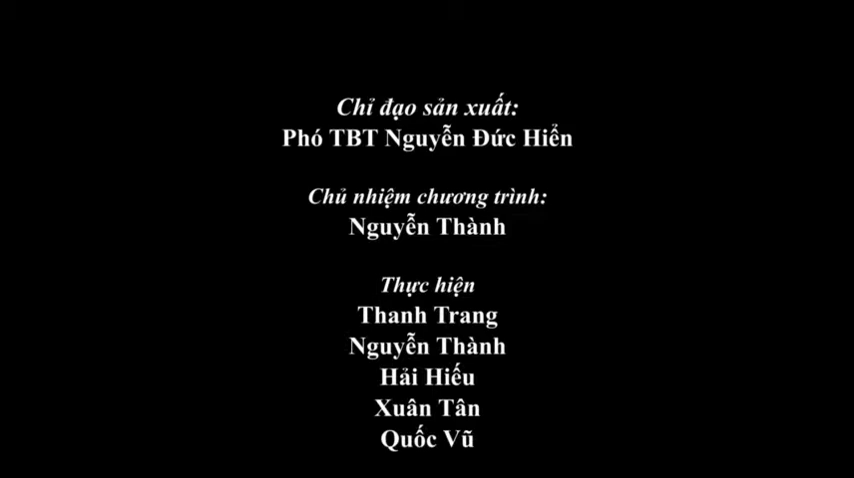 Chỉ đạo sản xuất:
Phó TBT Nguyễn Đức Hiển
Chủ nhiệm chương trình:
Nguyễn Thành
Thực hiện
Thanh Trang
Nguyễn Thành
Hải Hiếu
Xuân Tân
Quốc Vũ